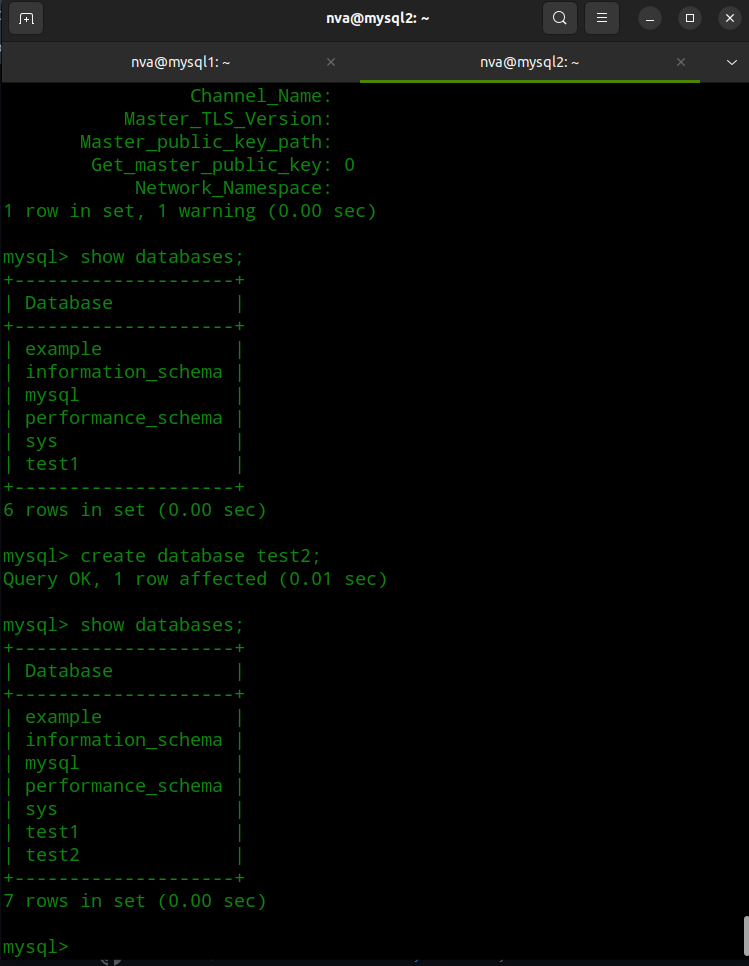 nva@mysql2: ~
nva@mysql1: ~
nva@mysql2: ~
Channel_Name:
Master_TLS_Version:
Master_public_key_path:
Get_master_public_key: 0
Network_Namespace:
1 row in set, 1 warning (0.00 sec)
mysql> show databases;
+--------------------+
| Database           |
+--------------------+
| example            |
| information_schema |
| mysql              |
| performance_schema |
| sys                |
| test1              |
+--------------------+
6 rows in set (0.00 sec)
mysql> create database test2;
Query OK, 1 row affected (0.01 sec)
mysql> show databases;
+--------------------+
| Database           |
+--------------------+
| example            |
| information_schema |
| mysql              |
| performance_schema |
| sys                |
| test1              |
| test2              |
+--------------------+
7 rows in set (0.00 sec)
mysql>